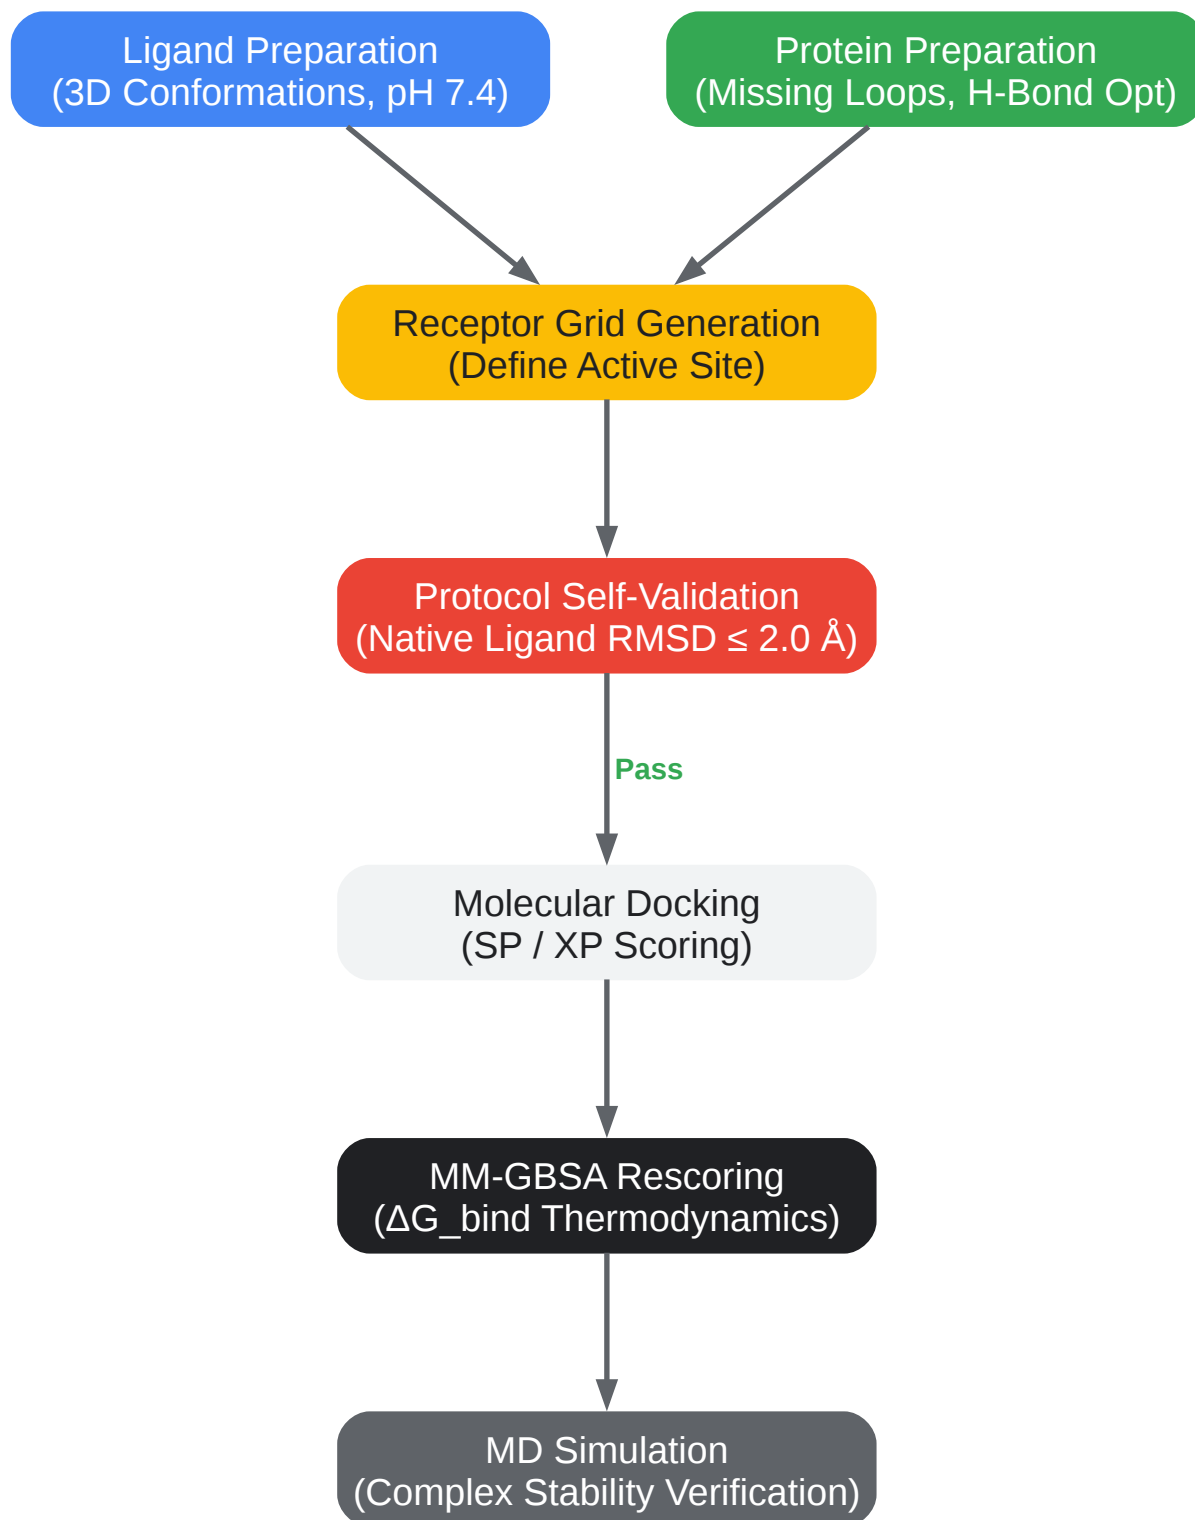 Ligand Preparation
(3D Conformations, pH 7.4)
Protein Preparation
(Missing Loops, H-Bond Opt)
Receptor Grid Generation
(Define Active Site)
Protocol Self-Validation
(Native Ligand RMSD ≤ 2.0 Å)
Pass
Molecular Docking
(SP / XP Scoring)
MM-GBSA Rescoring
(ΔG_bind Thermodynamics)
MD Simulation
(Complex Stability Verification)